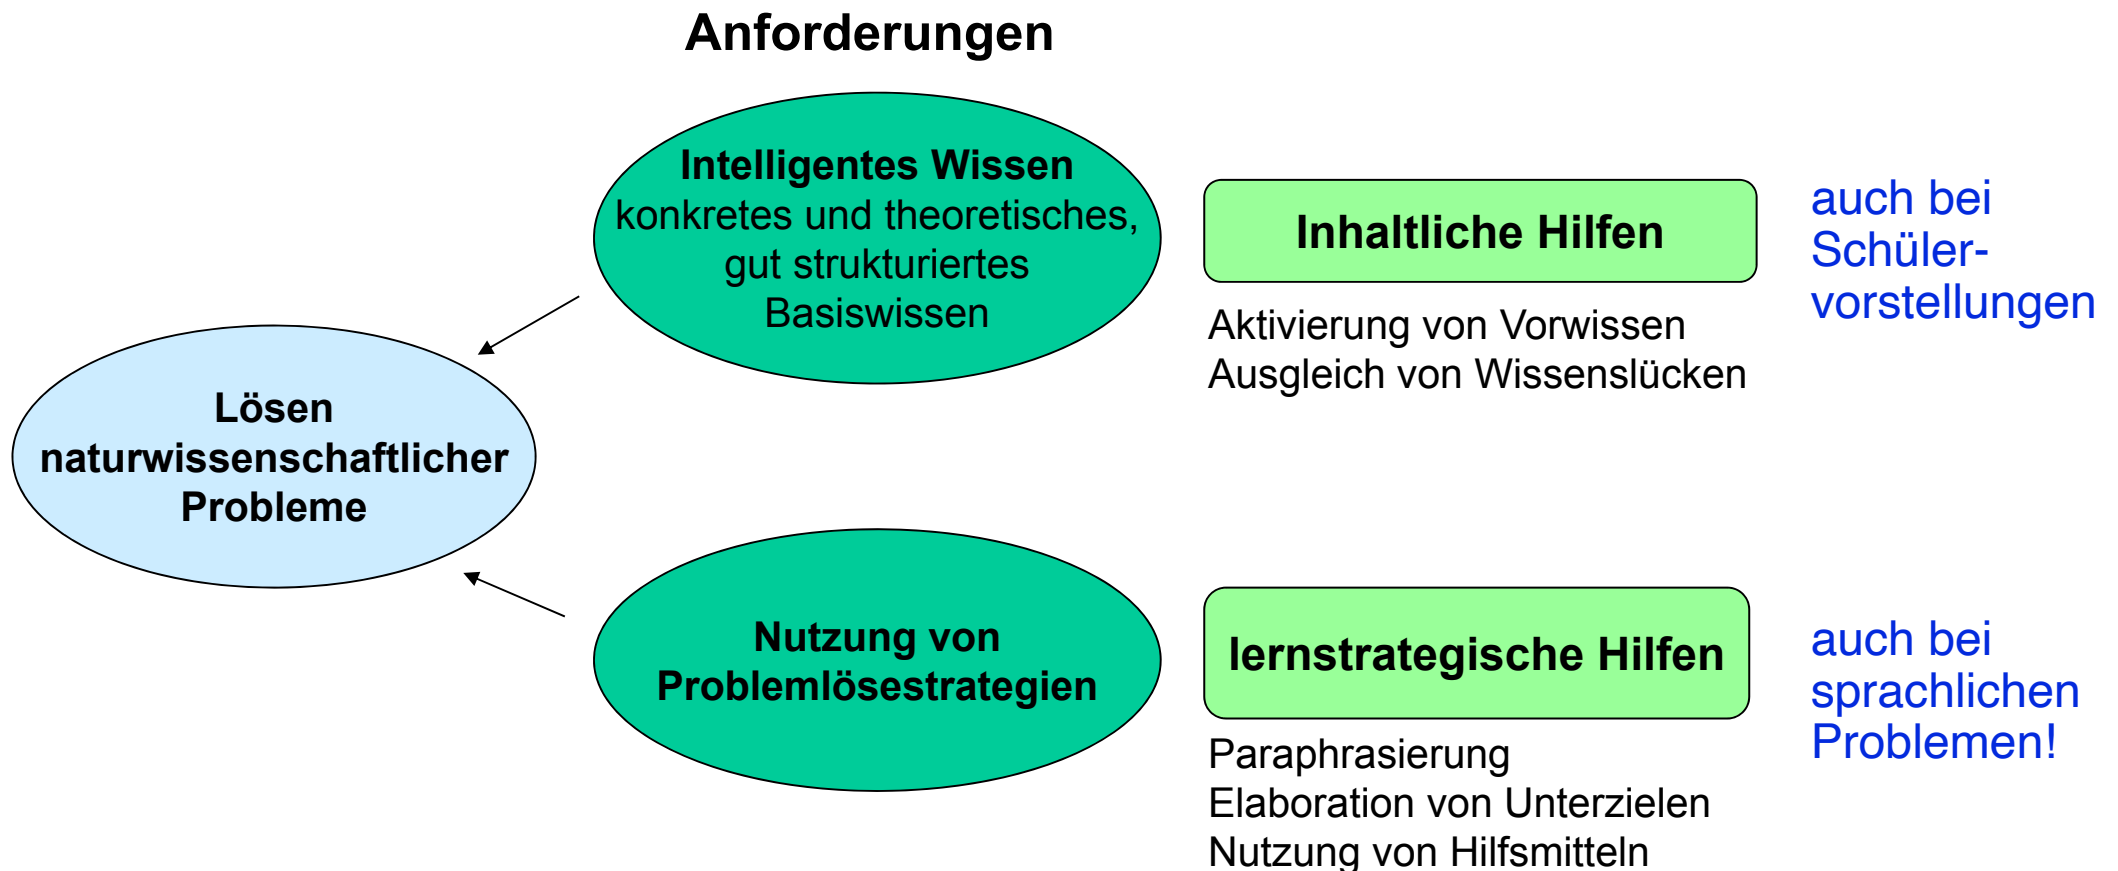 Anforderungen
Intelligentes Wissen
konkretes und theoretisches,
gut strukturiertes
Basiswissen
Inhaltliche Hilfen
auch bei
Schüler-
vorstellungen
Aktivierung von Vorwissen
Ausgleich von Wissenslücken
Lösen
naturwissenschaftlicher
Probleme
Nutzung von
Problemlösestrategien
lernstrategische Hilfen
auch bei
sprachlichen
Problemen!
Paraphrasierung
Elaboration von Unterzielen
Nutzung von Hilfsmitteln